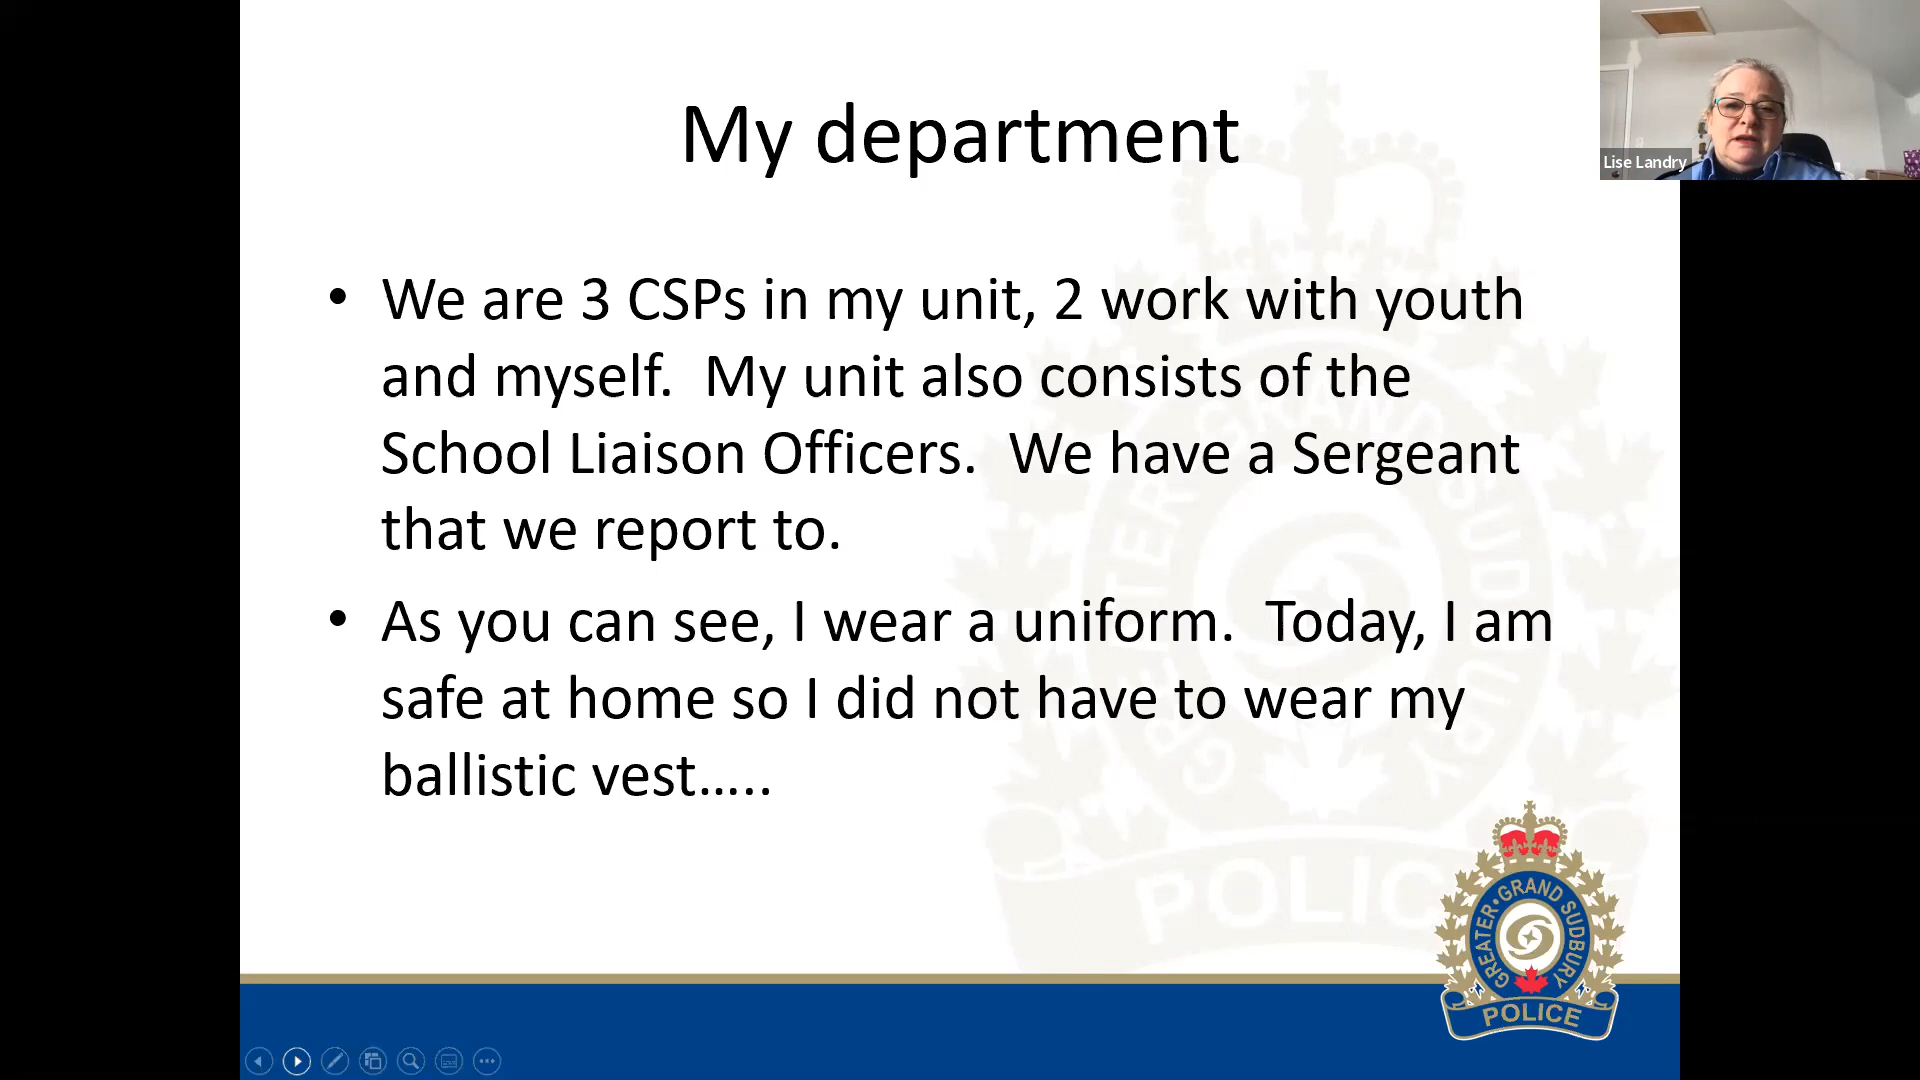 My department
Lise Landry
• We are 3 CSPs in my unit, 2 work with youth
and myself.  My unit also consists of the
School Liaison Officers.  We have a Sergeant
that we report to.
• As you can see, I wear a uniform.  Today, I am
safe at home so I did not have to wear my
ballistic vest…..
GREATER • GRAND SUDBURY
POLICE